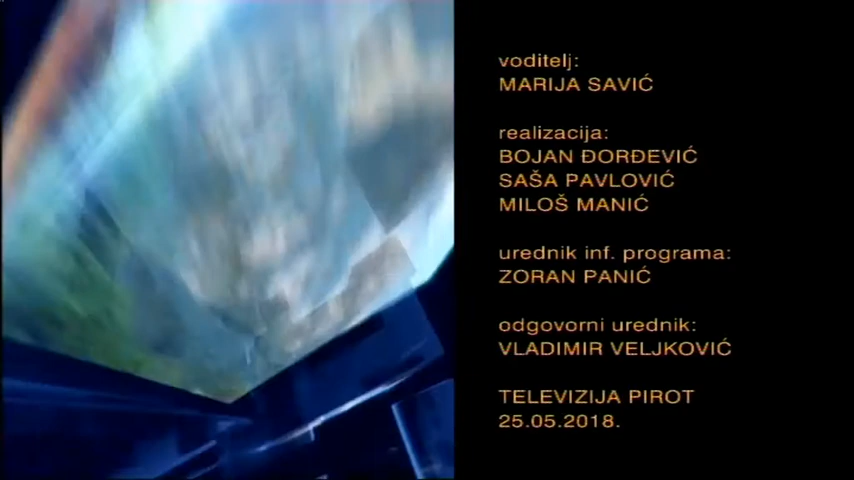 voditelj:
MARIJA SAVIĆ
realizacija:
BOJAN ĐORĐEVIĆ
SAŠA PAVLOVIĆ
MILOŠ MANIĆ
urednik inf. programa:
ZORAN PANIĆ
odgovorni urednik:
VLADIMIR VELJKOVIĆ
TELEVIZIJA PIROT
25.05.2018.